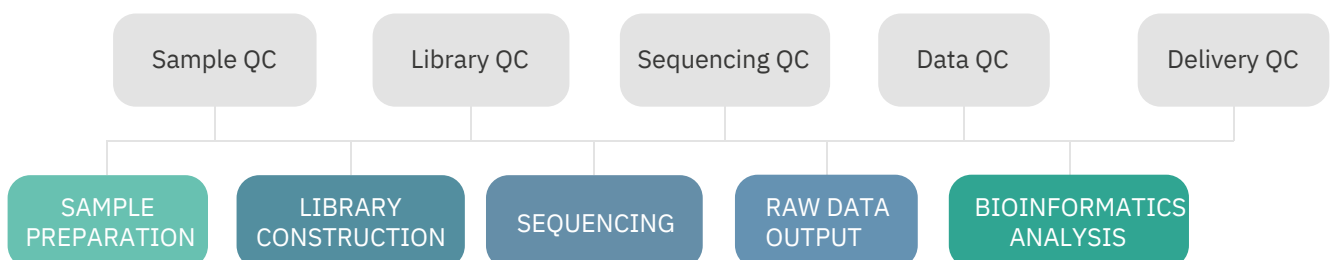 Sample QC
Library QC
Sequencing QC
Data QC
Delivery QC
SAMPLE
PREPARATION
LIBRARY
CONSTRUCTION
SEQUENCING
RAW DATA
OUTPUT
BIOINFORMATICS
ANALYSIS